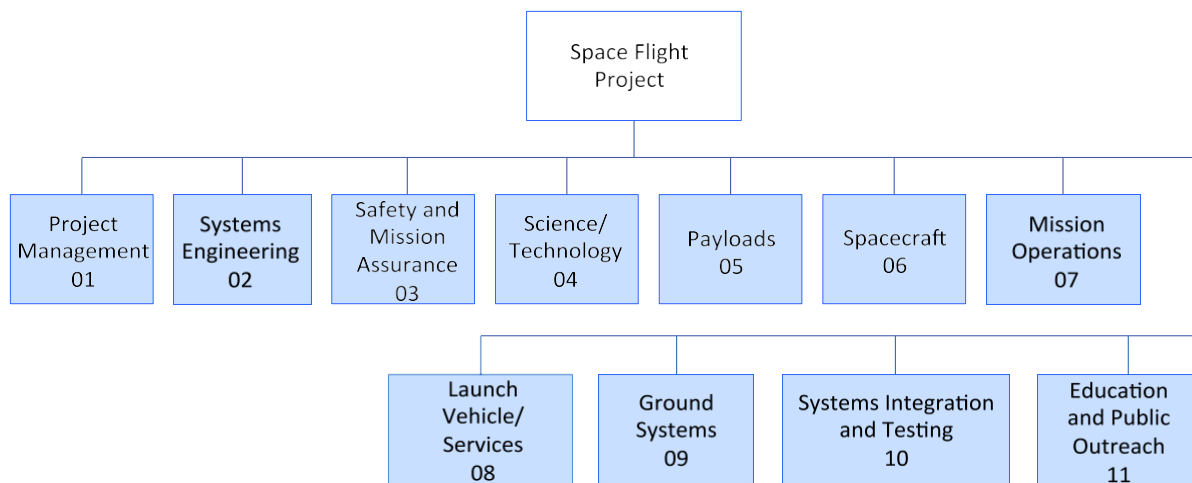 Space Flight
Project
Project
Management
01
Systems
Engineering
02
Safety and
Mission
Assurance
03
Science/
Technology
04
Payloads
05
Spacecraft
06
Mission
Operations
07
Launch
Vehicle/
Services
08
Ground
Systems
09
Systems Integration
and Testing
10
Education
and Public
Outreach
11